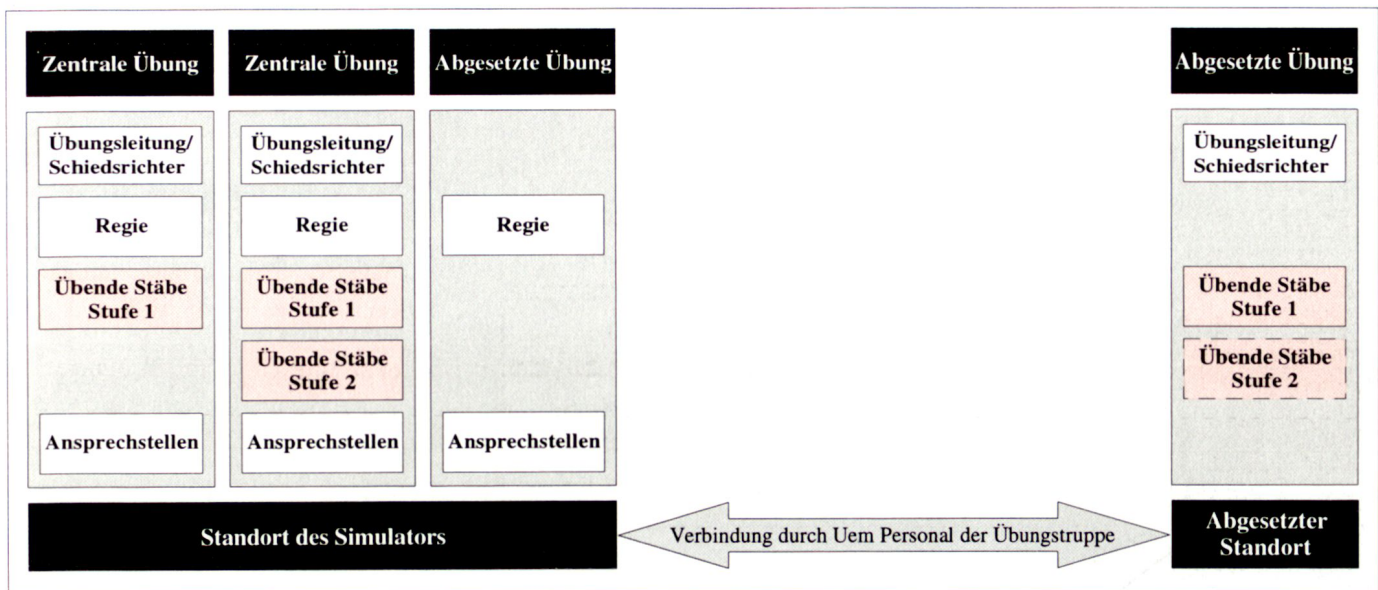 Zentrale Übung
Übungsleitung/
Schiedsrichter
Regie
Übende Stäbe
Stufe 1
Ansprechstellen
Zentrale Übung
Übungsleitung/
Schiedsrichter
Regie
Übende Stäbe
Stufe 1
Übende Stäbe
Stufe 2
Ansprechstellen
Abgesetzte Übung
Regie
Ansprechstellen
Standort des Simulators
Verbindung durch Uem Personal der Übungstruppe
Abgesetzte Übung
Übungsleitung/
Schiedsrichter
Übende Stäbe
Stufe 1
Übende Stäbe
Stufe 2
Abgesetzter
Standort